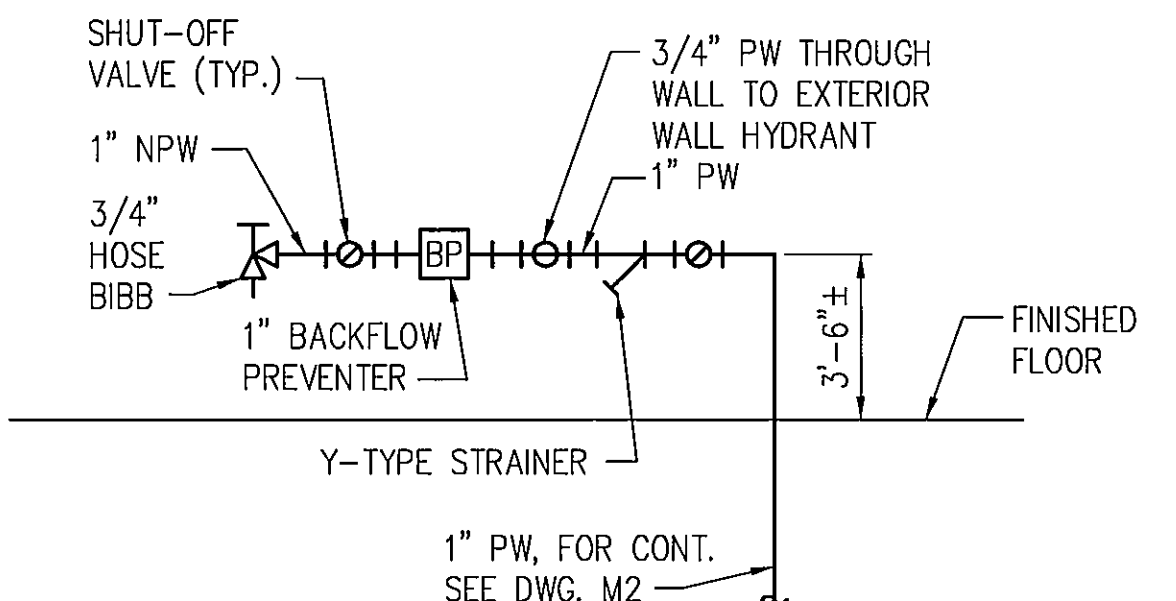 SHUT-OFF
VALVE (TYP.)
1" NPW
3/4"
HOSE
BIBB
BP
1" BACKFLOW
PREVENTER
3/4" PW THROUGH
WALL TO EXTERIOR
WALL HYDRANT
1" PW
3'-6"±
FINISHED
FLOOR
Y-TYPE STRAINER
1" PW, FOR CONT.
SEE DWG. M2